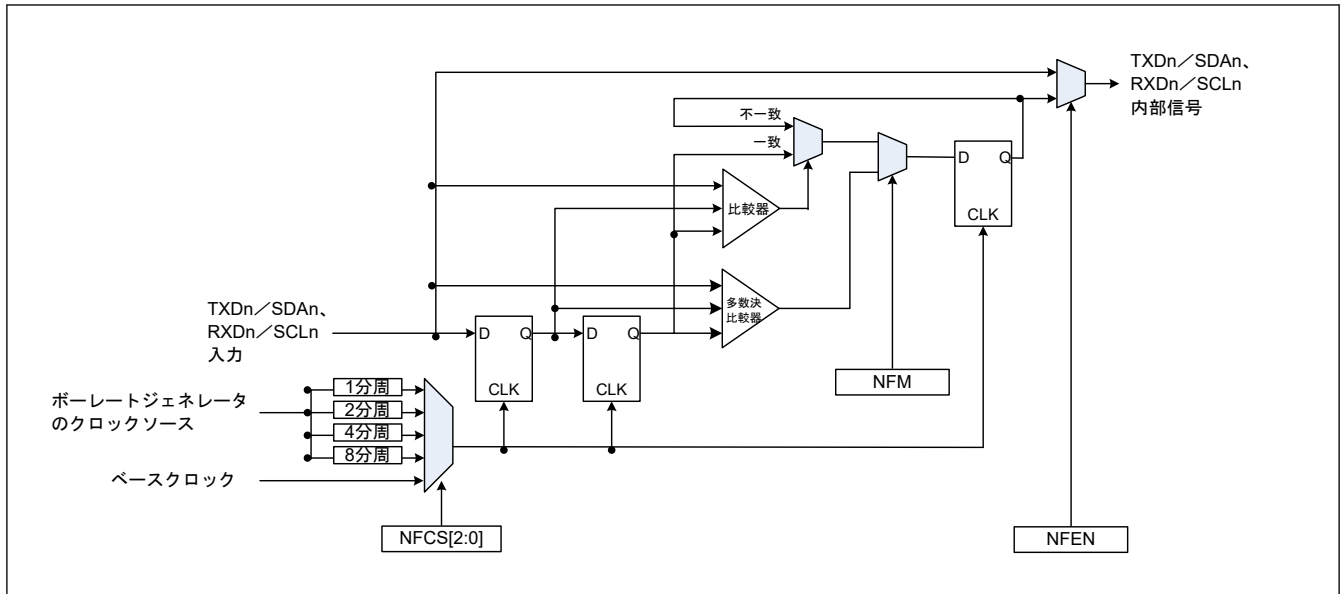 TXDn／SDAn、
RXDn／SCLn
内部信号
不一致
一致
D
Q
CLK
比較器
多数決
比較器
TXDn／SDAn、
RXDn／SCLn
入力
D
Q
CLK
D
Q
CLK
NFM
ボーレートジェネレータ
のクロックソース
1分周
2分周
4分周
8分周
ベースクロック
NFCS[2:0]
NFEN